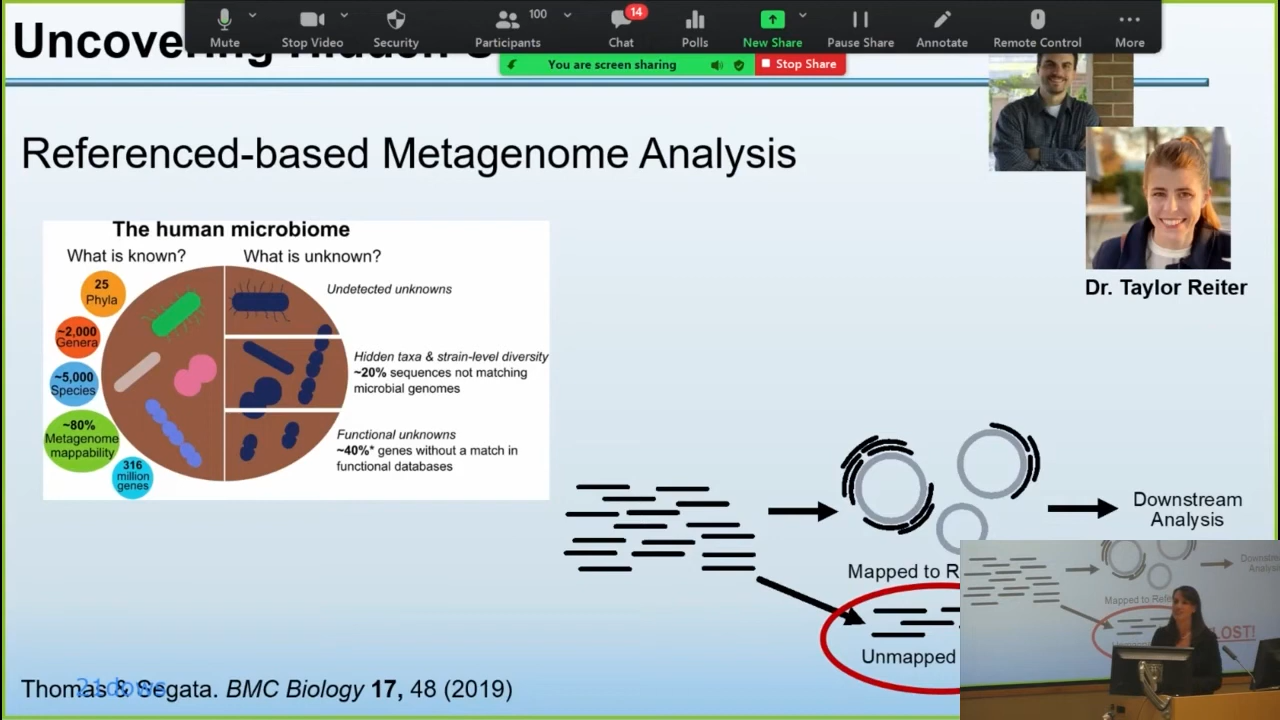 Mute
Stop Video
Security
Participants
100
Chat
14
Polls
New Share
Pause Share
Annotate
Remote Control
More
You are screen sharing
Stop Share
Referenced-based Metagenome Analysis
Dr. Taylor Reiter
The human microbiome
What is known?
What is unknown?
25
Phyla
~2,000
Genera
~5,000
Species
~80%
Metagenome
mappability
316
million
genes
Undetected unknowns
Hidden taxa & strain-level diversity
~20% sequences not matching
microbial genomes
Functional unknowns
~40%* genes without a match in
functional databases
Downstream
Analysis
Mapped to
Unmapped
Mapped to
LOST!
Thomas & Segata. BMC Biology 17, 48 (2019)